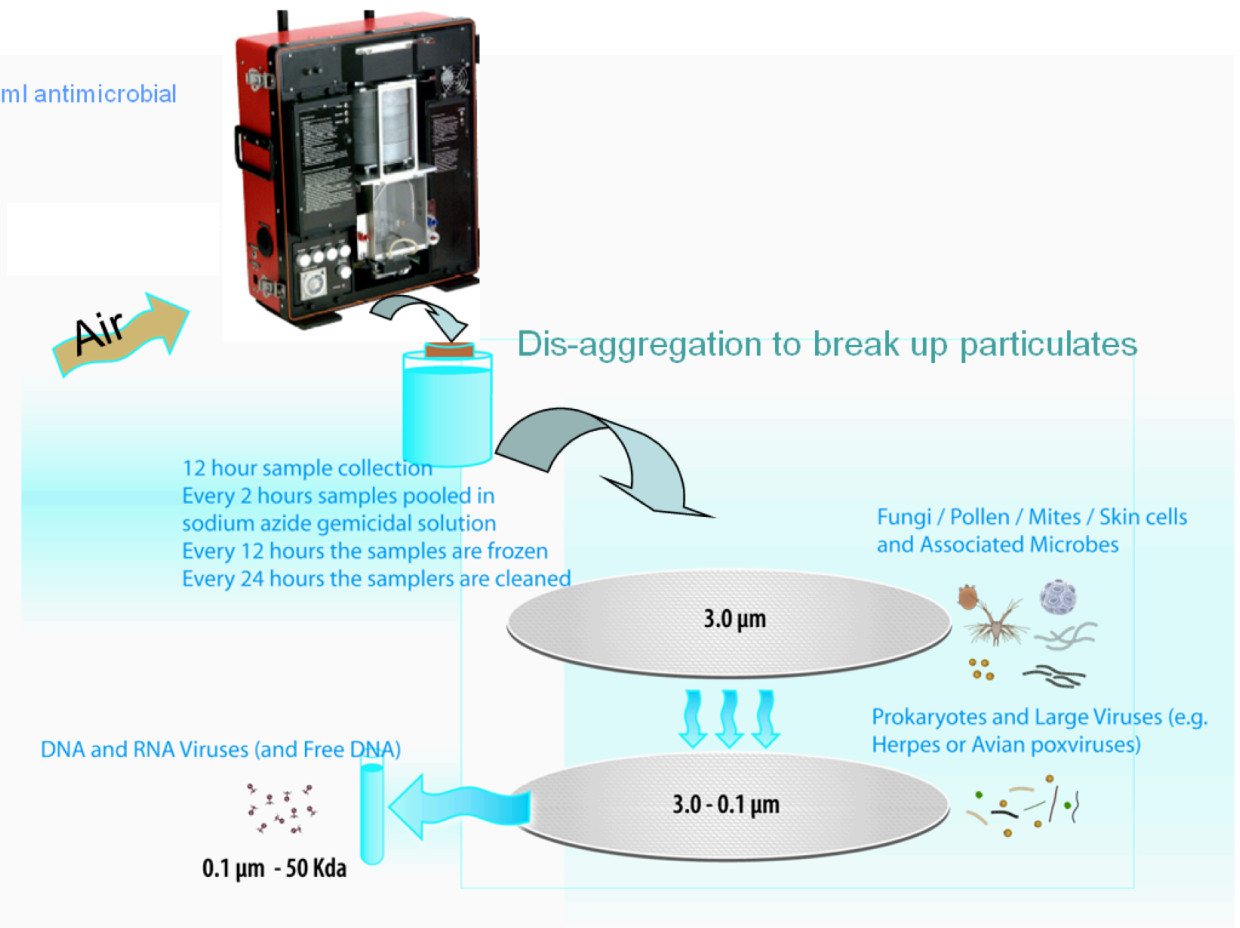 ml antimicrobial
Air
Dis-aggregation to break up particulates
12 hour sample collection
Every 2 hours samples pooled in
sodium azide gemicidal solution
Every 12 hours the samples are frozen
Every 24 hours the samplers are cleaned
Fungi / Pollen / Mites / Skin cells
and Associated Microbes
3.0 µm
Prokaryotes and Large Viruses (e.g.
Herpes or Avian poxviruses)
DNA and RNA Viruses (and Free DNA)
3.0 - 0.1 µm
0.1 µm - 50 Kda